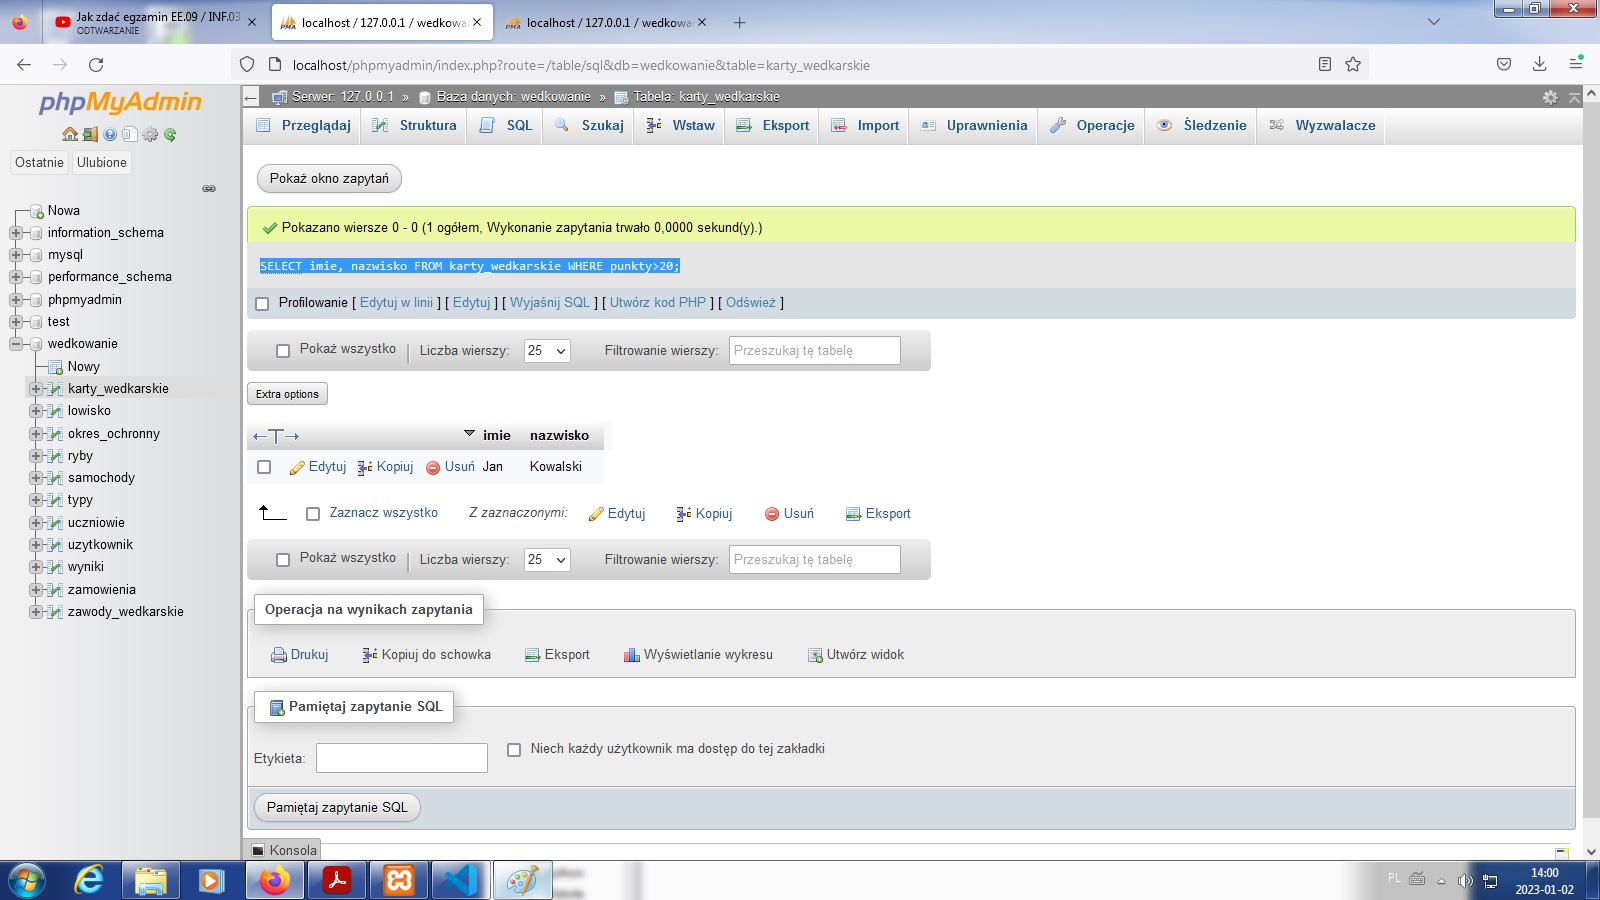 Jak zdać egzamin EE.09 / INF.03
ODTWARZANIE
localhost / 127.0.0.1 / wedkowa
localhost / 127.0.0.1 / wedkowa
localhost/phpmyadmin/index.php?route=/table/sql&db=wedkowanie&table=karty_wedkarskie
phpMyAdmin
Ostatnie
Ulubione
Nowa
information_schema
mysql
performance_schema
phpmyadmin
test
wedkowanie
Nowy
karty_wedkarskie
lowisko
okres_ochronny
ryby
samochody
typy
uczniowie
uzytkownik
wyniki
zamowienia
zawody_wedkarskie
Serwer: 127.0.0.1 » Baza danych: wedkowanie » Tabela: karty_wedkarskie
Przeglądaj Struktura SQL Szukaj Wstaw Eksport Import Uprawnienia Operacje Śledzenie Wyzwalacze
Pokaż okno zapytań
Pokazano wiersze 0 - 0 (1 ogółem, Wykonanie zapytania trwało 0,0000 sekund(y).)
SELECT imie, nazwisko FROM karty_wedkarskie WHERE punkty>20;
Profilowanie [ Edytuj w linii ] [ Edytuj ] [ Wyjaśnij SQL ] [ Utwórz kod PHP ] [ Odśwież ]
Pokaż wszystko | Liczba wierszy: 25 Filtrowanie wierszy: Przeszukaj tę tabelę
Extra options
imie nazwisko
Edytuj Kopiuj Usuń Jan Kowalski
Zaznacz wszystko Z zaznaczonymi: Edytuj Kopiuj Usuń Eksport
Pokaż wszystko | Liczba wierszy: 25 Filtrowanie wierszy: Przeszukaj tę tabelę
Operacja na wynikach zapytania
Drukuj Kopiuj do schowka Eksport Wyświetlanie wykresu Utwórz widok
Pamiętaj zapytanie SQL
Etykieta: Niech każdy użytkownik ma dostęp do tej zakładki
Pamiętaj zapytanie SQL
Konsola
PL
14:00
2023-01-02